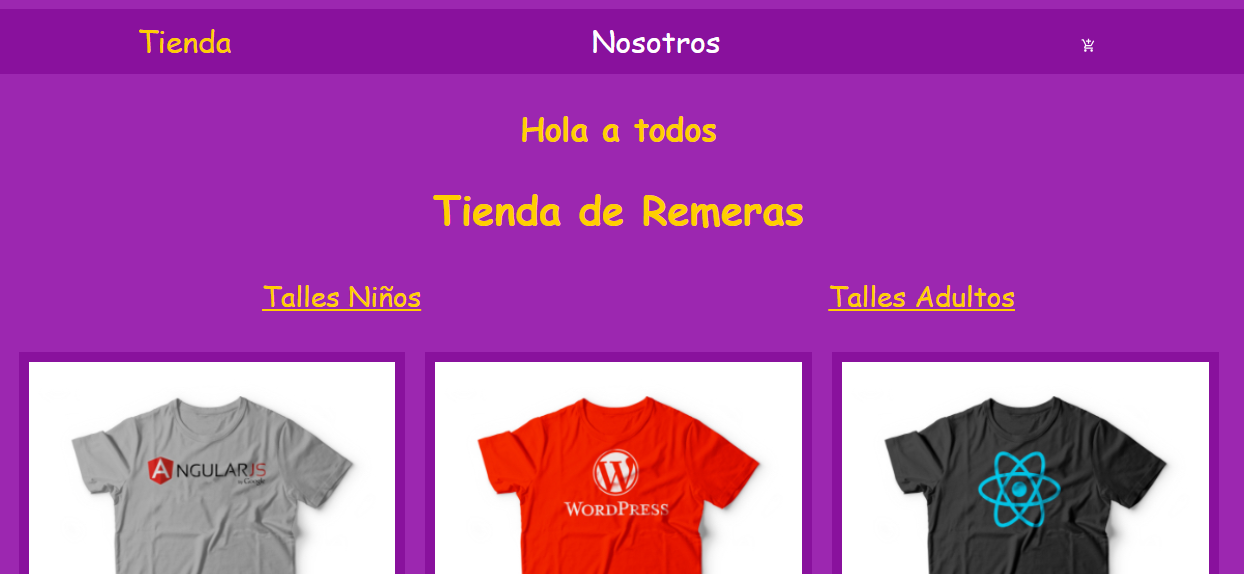 Tienda Nosotros
Hola a todos
Tienda de Remeras
Talles Niños Talles Adultos
ANGULARJS
by Google
WORDPRESS